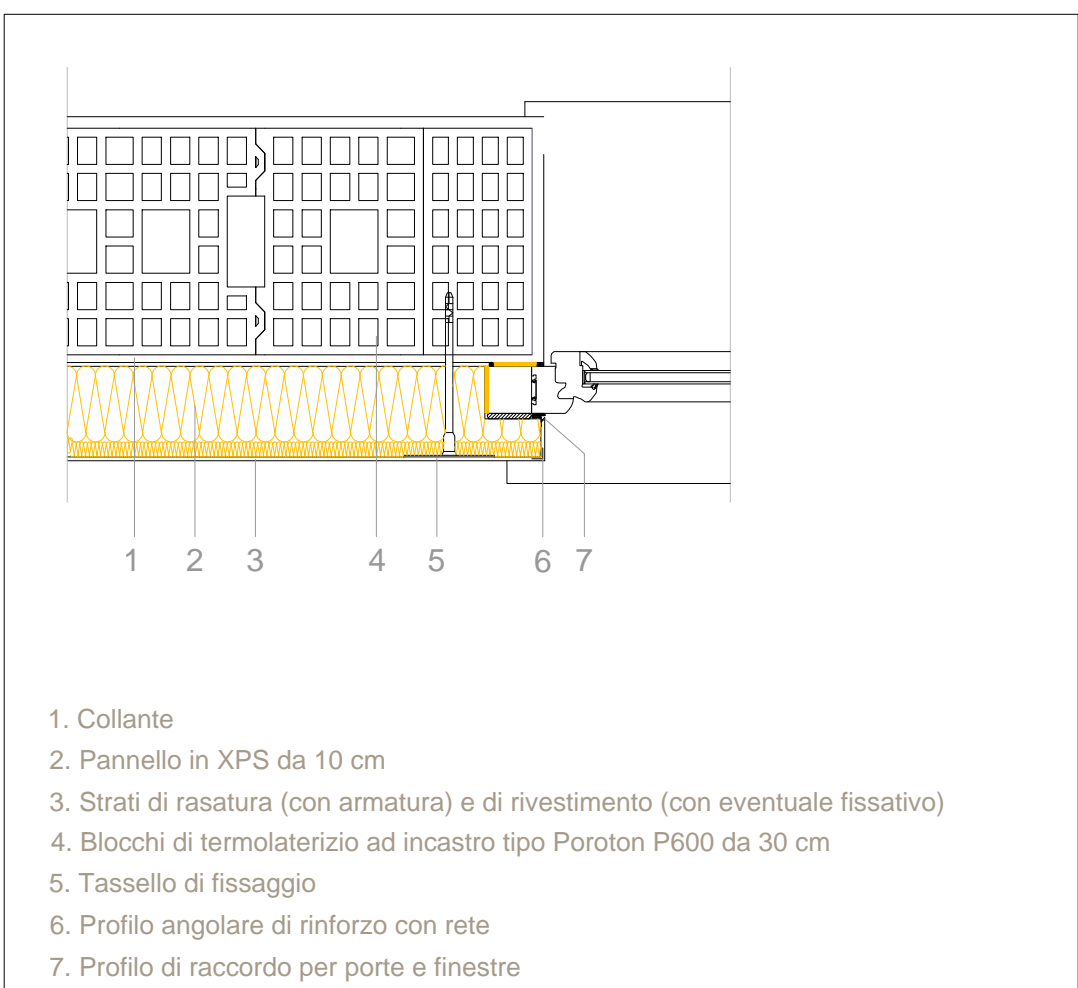 1 2 3 4 5 6 7
1. Collante
2. Pannello in XPS da 10 cm
3. Strati di rasatura (con armatura) e di rivestimento (con eventuale fissativo)
4. Blocchi di termolaterizio ad incastro tipo Poroton P600 da 30 cm
5. Tassello di fissaggio
6. Profilo angolare di rinforzo con rete
7. Profilo di raccordo per porte e finestre